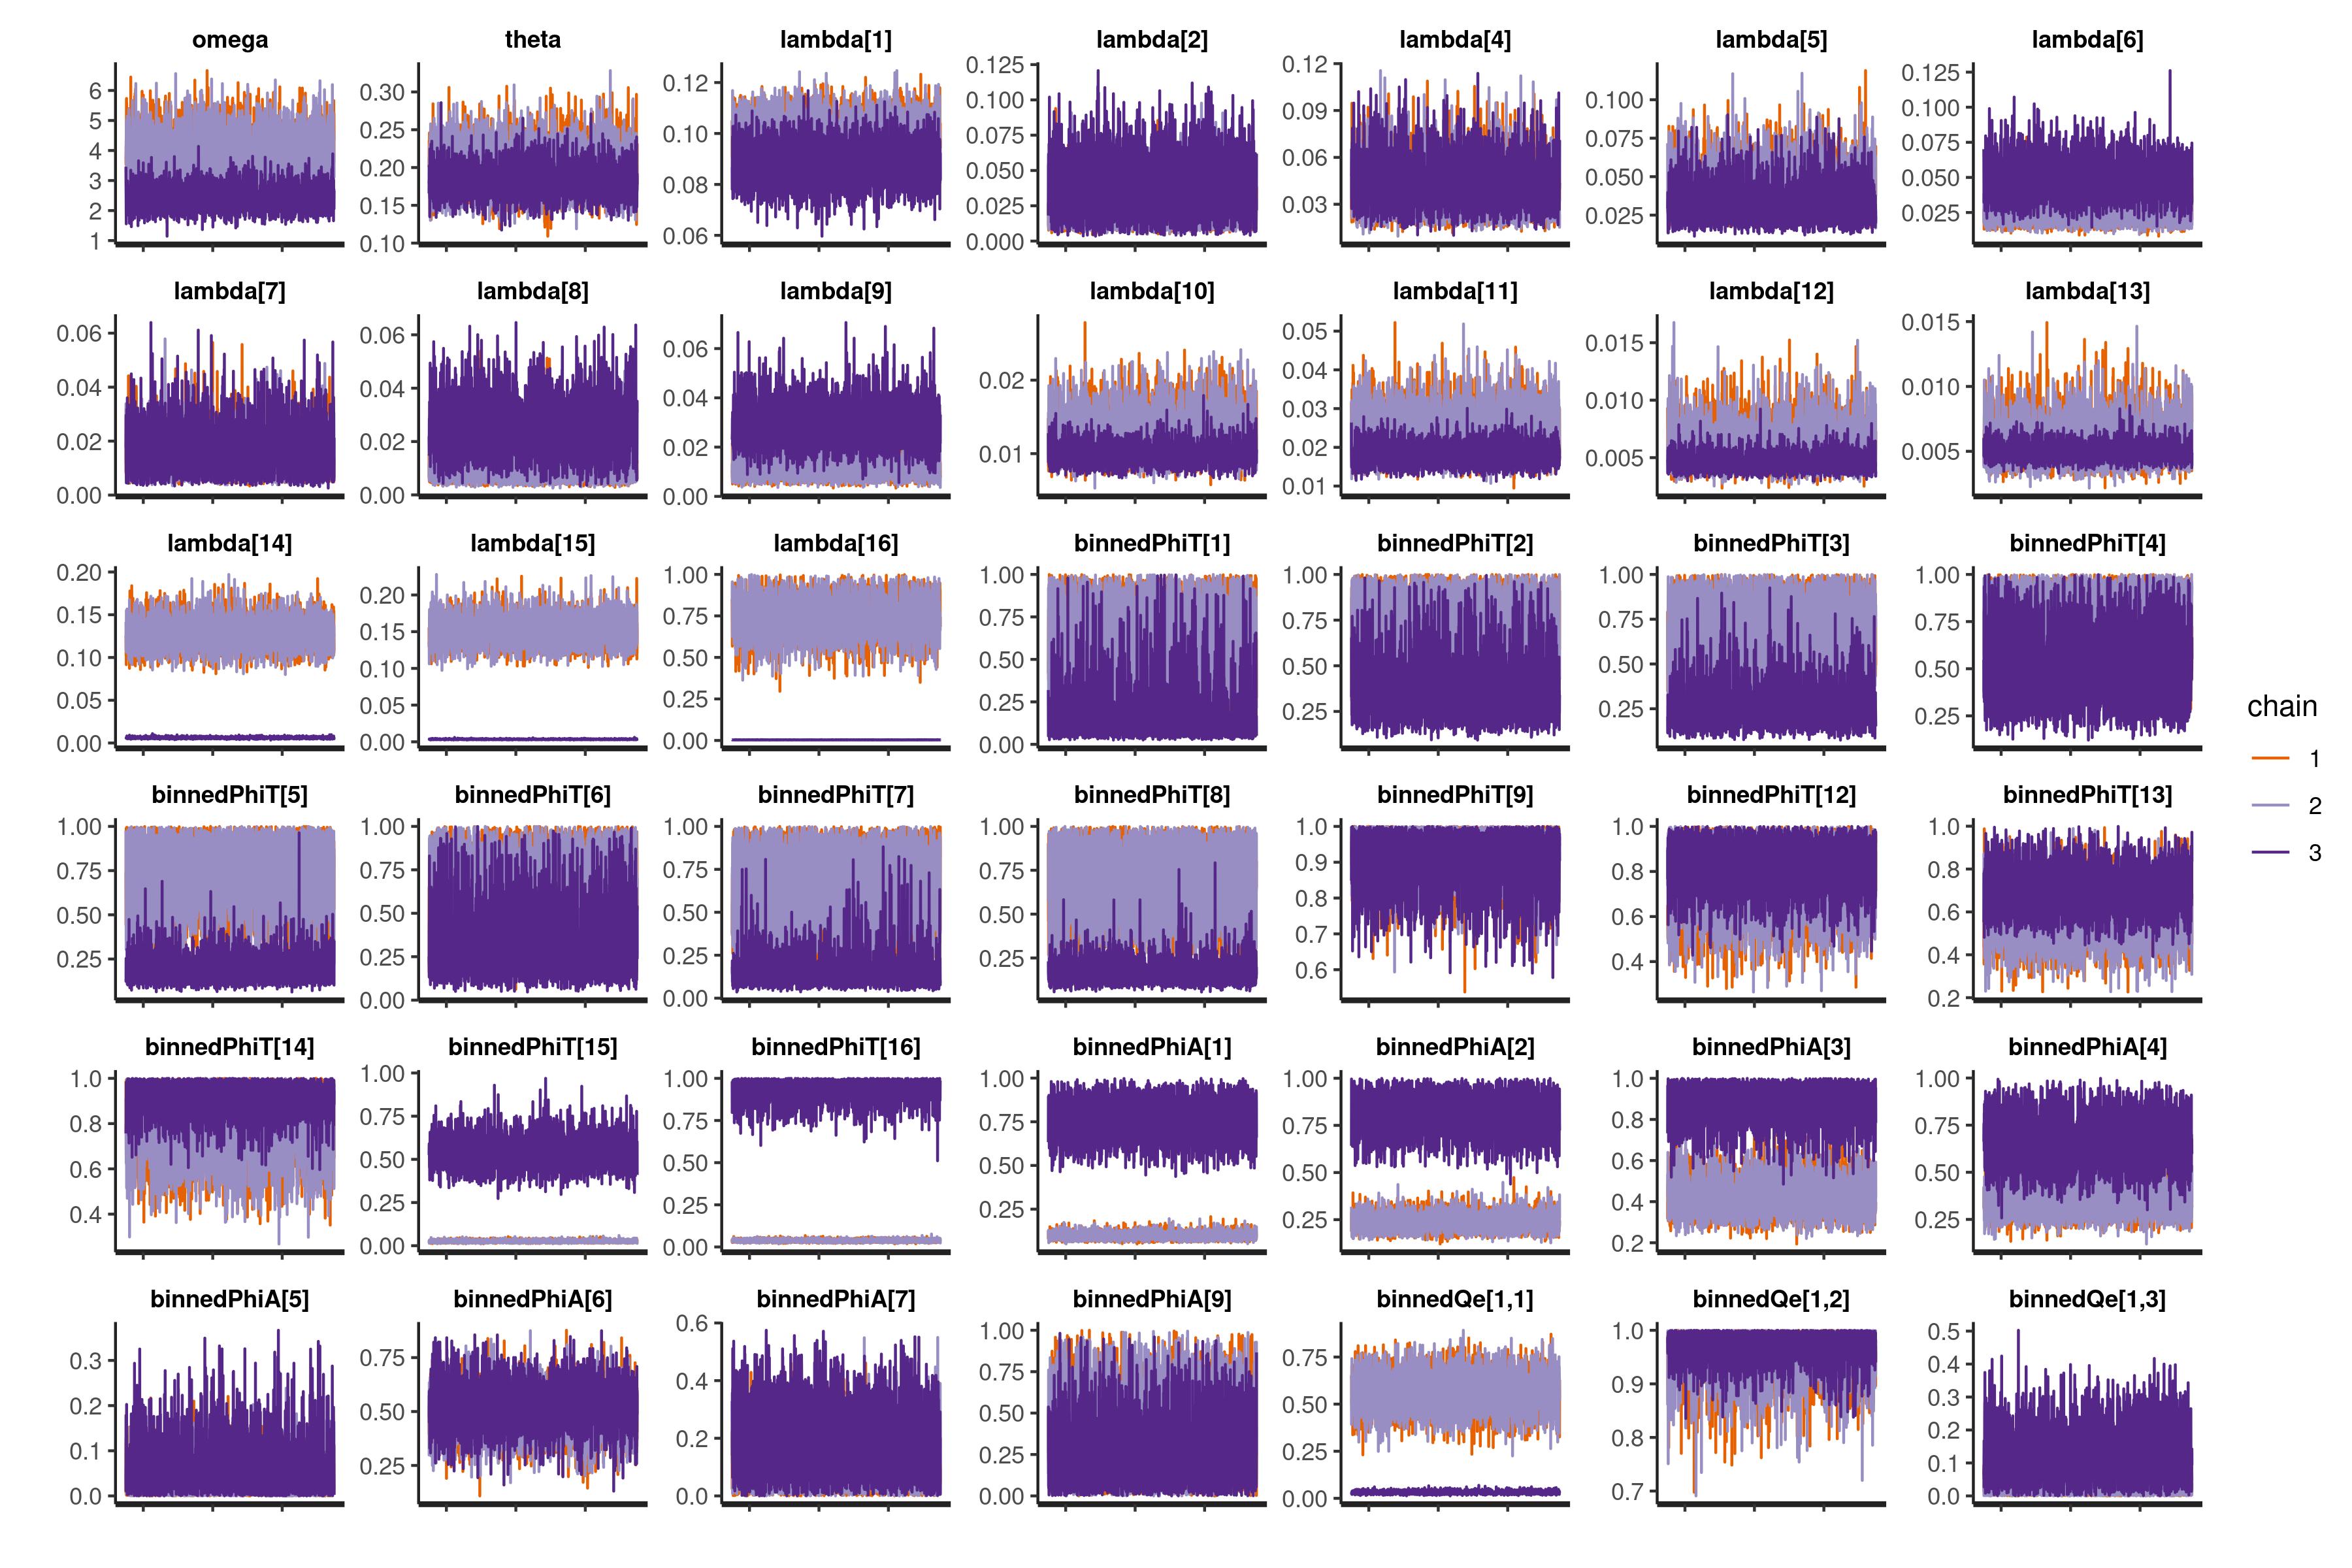 omega theta lambda[1] lambda[2] lambda[4] lambda[5] lambda[6]
6 5 4 3 2 1
0.30 0.25 0.20 0.15 0.10
0.12 0.10 0.08 0.06
0.125 0.100 0.075 0.050 0.025 0.000
0.12 0.09 0.06 0.03
0.100 0.075 0.050 0.025
0.125 0.100 0.075 0.050 0.025
lambda[7] lambda[8] lambda[9] lambda[10] lambda[11] lambda[12] lambda[13]
0.06 0.04 0.02 0.00
0.06 0.04 0.02 0.00
0.06 0.04 0.02 0.00
0.02 0.01
0.05 0.04 0.03 0.02 0.01
0.015 0.010 0.005
0.015 0.010 0.005
lambda[14] lambda[15] lambda[16] binnedPhiT[1] binnedPhiT[2] binnedPhiT[3] binnedPhiT[4]
0.20 0.15 0.10 0.05 0.00
0.20 0.15 0.10 0.05 0.00
1.00 0.75 0.50 0.25 0.00
1.00 0.75 0.50 0.25 0.00
1.00 0.75 0.50 0.25
1.00 0.75 0.50 0.25
1.00 0.75 0.50 0.25
chain
1
2
3
binnedPhiT[5] binnedPhiT[6] binnedPhiT[7] binnedPhiT[8] binnedPhiT[9] binnedPhiT[12] binnedPhiT[13]
1.00 0.75 0.50 0.25
1.00 0.75 0.50 0.25 0.00
1.00 0.75 0.50 0.25 0.00
1.00 0.75 0.50 0.25
1.0 0.9 0.8 0.7 0.6
1.0 0.8 0.6 0.4
1.0 0.8 0.6 0.4 0.2
binnedPhiT[14] binnedPhiT[15] binnedPhiT[16] binnedPhiA[1] binnedPhiA[2] binnedPhiA[3] binnedPhiA[4]
1.0 0.8 0.6 0.4
1.00 0.75 0.50 0.25 0.00
1.00 0.75 0.50 0.25 0.00
1.00 0.75 0.50 0.25
1.00 0.75 0.50 0.25
1.0 0.8 0.6 0.4 0.2
1.00 0.75 0.50 0.25
binnedPhiA[5] binnedPhiA[6] binnedPhiA[7] binnedPhiA[9] binnedQe[1,1] binnedQe[1,2] binnedQe[1,3]
0.3 0.2 0.1 0.0
0.75 0.50 0.25
0.6 0.4 0.2 0.0
1.00 0.75 0.50 0.25 0.00
0.75 0.50 0.25 0.00
1.0 0.9 0.8 0.7
0.5 0.4 0.3 0.2 0.1 0.0